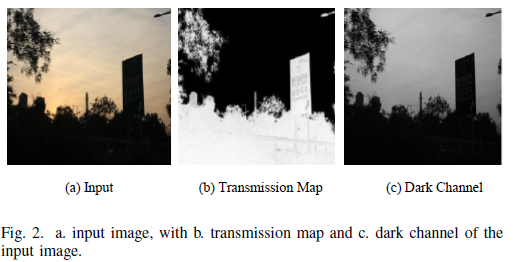 (a) Input
(b) Transmission Map
(c) Dark Channel
Fig. 2. a. input image, with b. transmission map and c. dark channel of the
input image.